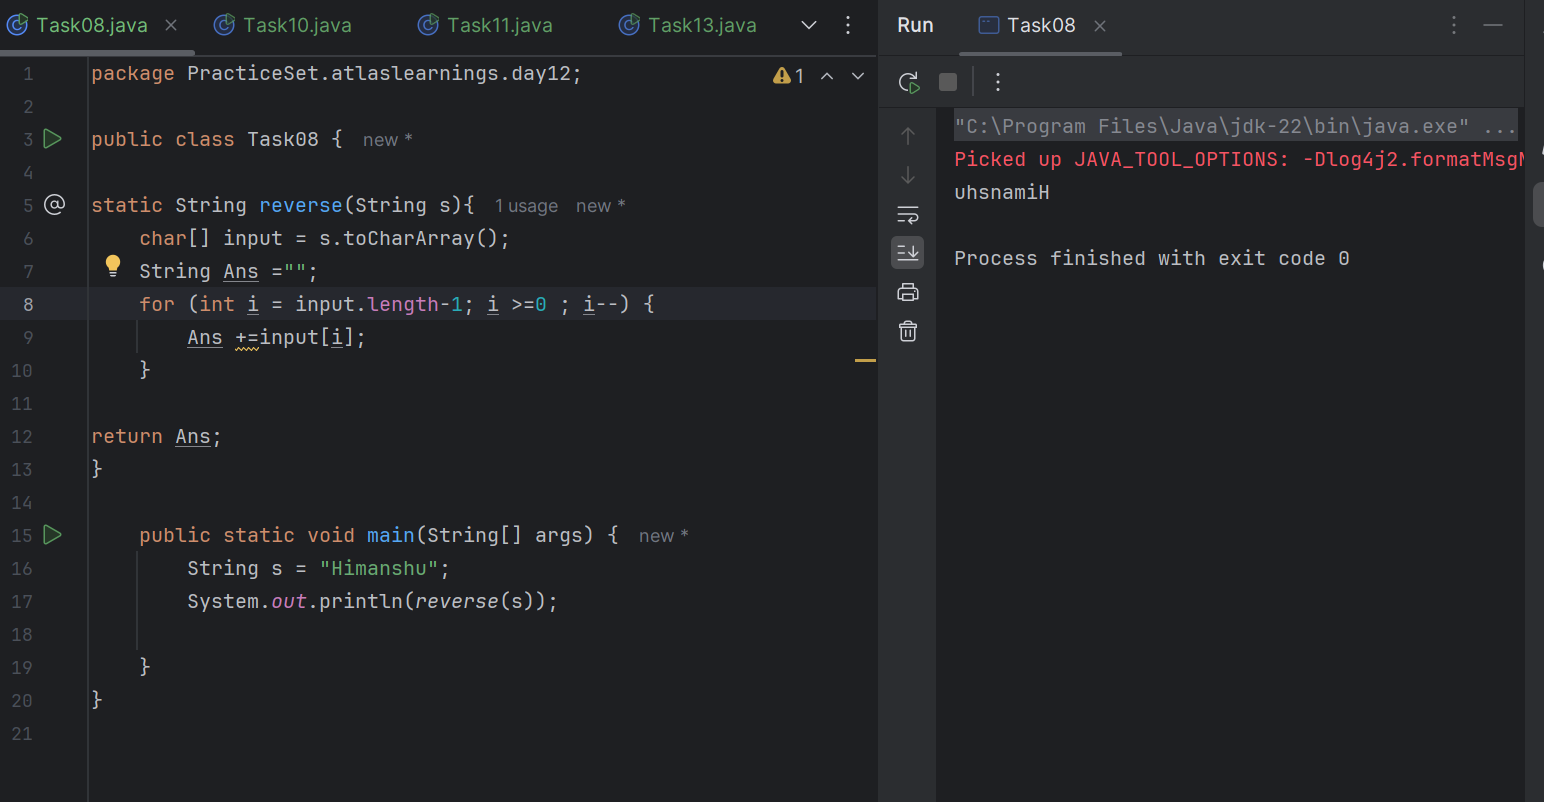 Task08.java
Task10.java
Task11.java
Task13.java
Run
Task08
1 package PracticeSet.atlaslearnings.day12;
1
2
3 public class Task08 { new *
4
5 static String reverse(String s){ 1 usage new *
6 char[] input = s.toCharArray();
7 String Ans ="";
8 for (int i = input.length-1; i >=0 ; i--) {
9 Ans +=input[i];
10 }
11
12 return Ans;
13 }
14
15 public static void main(String[] args) { new *
16 String s = "Himanshu";
17 System.out.println(reverse(s));
18
19 }
20 }
21
"C:\Program Files\Java\jdk-22\bin\java.exe" ...
Picked up JAVA_TOOL_OPTIONS: -Dlog4j2.formatMsg
uhsnamiH
Process finished with exit code 0